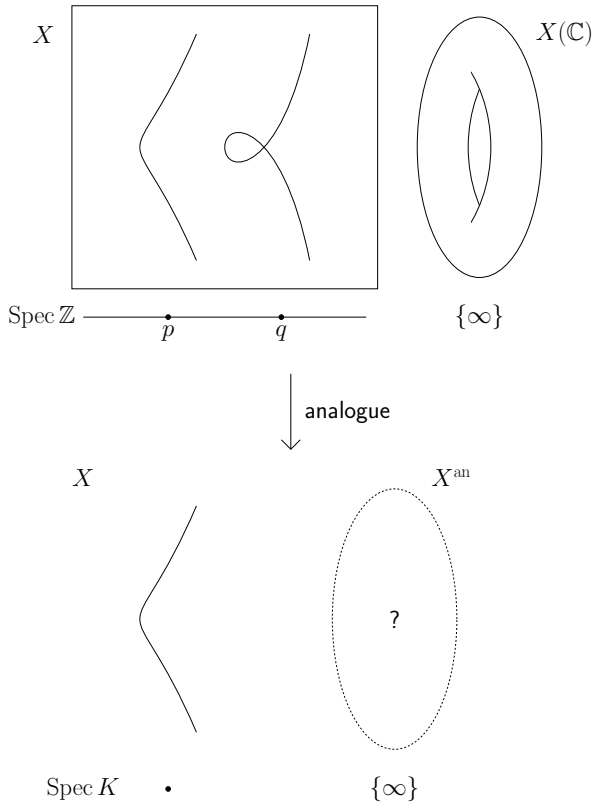 X
X(ℂ)
Spec ℤ
p
q
{∞}
analogue
X
X^an
?
Spec K
{∞}